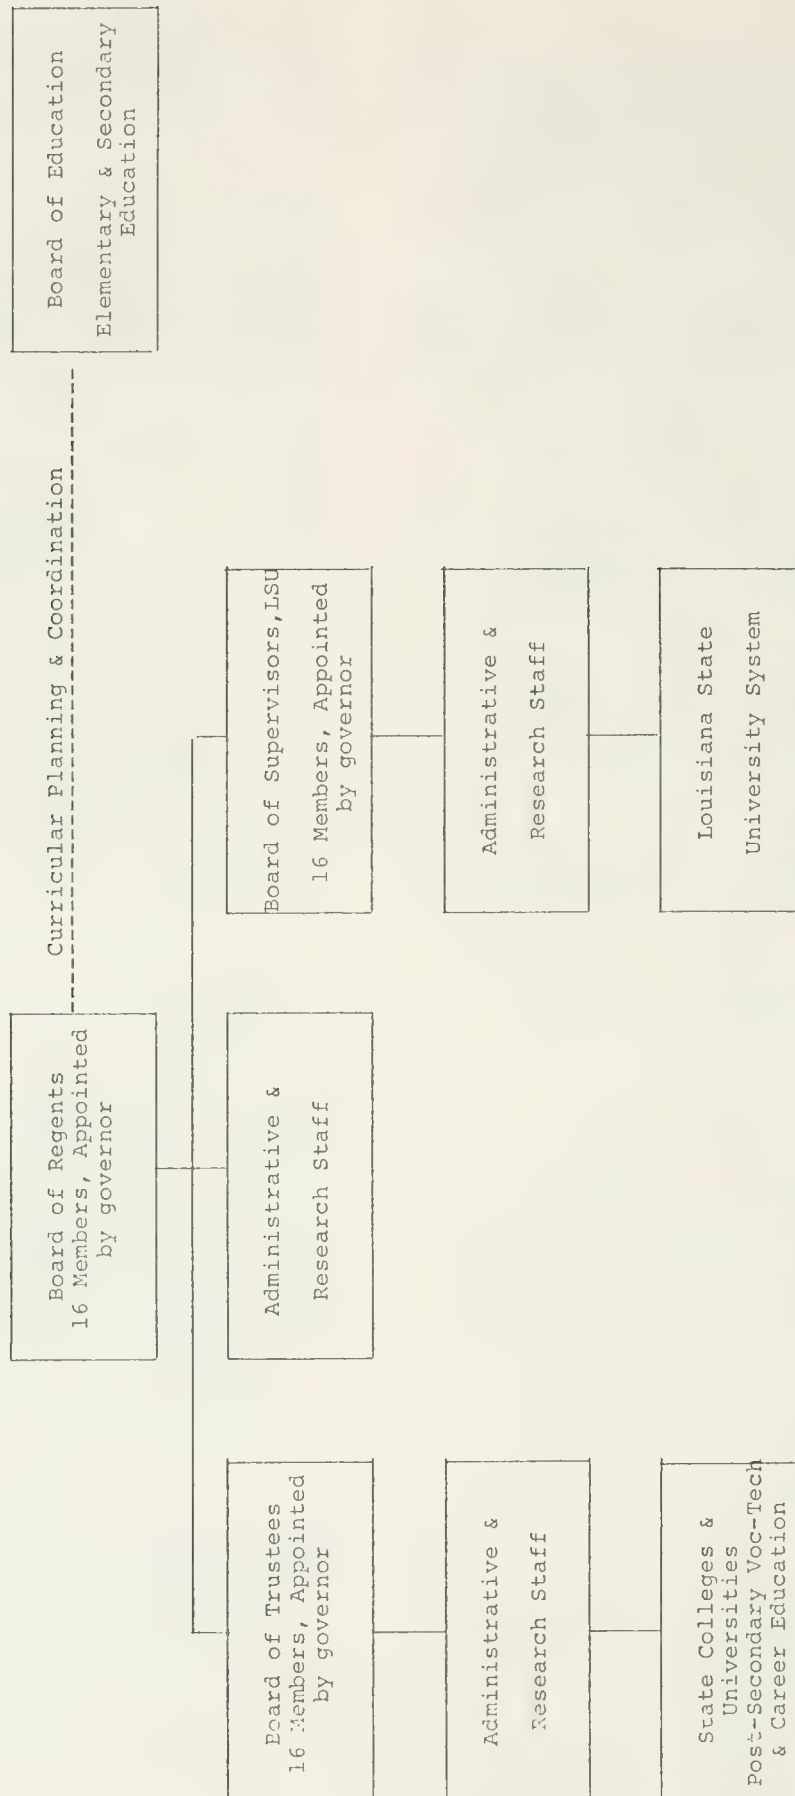 Board of Education
Elementary & Secondary
Education
Curricular Planning & Coordination
Board of Regents
16 Members, Appointed
by governor
Board of Trustees
16 Members, Appointed
by governor
Administrative &
Research Staff
Board of Supervisors,LSU
16 Members, Appointed
by governor
Administrative &
Research Staff
Administrative &
Research Staff
State Colleges &
Universities
Post-Secondary Voc-Tech
& Career Education
Louisiana State
University System